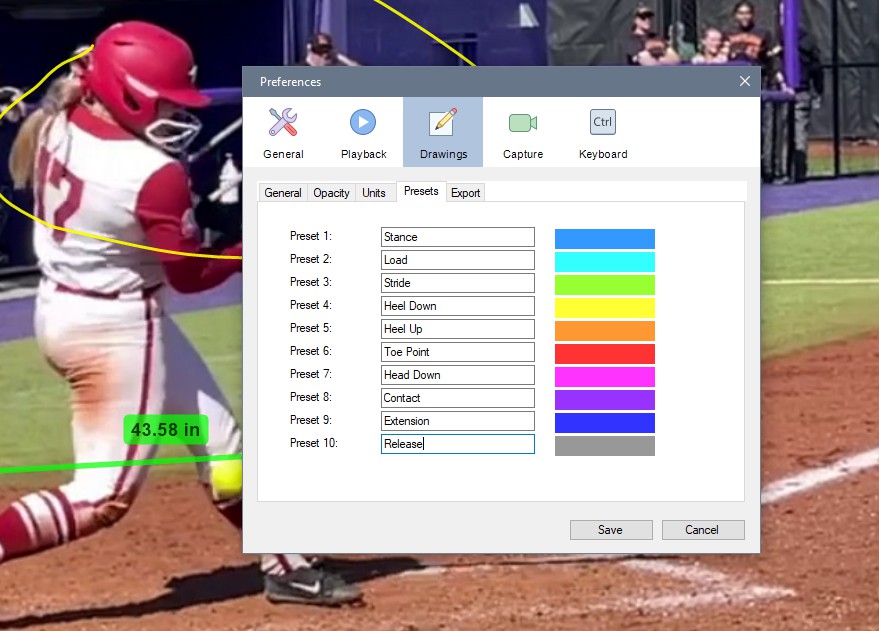 Preferences
General
Playback
Drawings
Ctrl
Capture
Keyboard
General
Opacity
Units
Presets
Export
Preset 1: Stance
Preset 2: Load
Preset 3: Stride
Preset 4: Heel Down
Preset 5: Heel Up
Preset 6: Toe Point
Preset 7: Head Down
Preset 8: Contact
Preset 9: Extension
Preset 10: Release
Save
Cancel
43.58 in
17